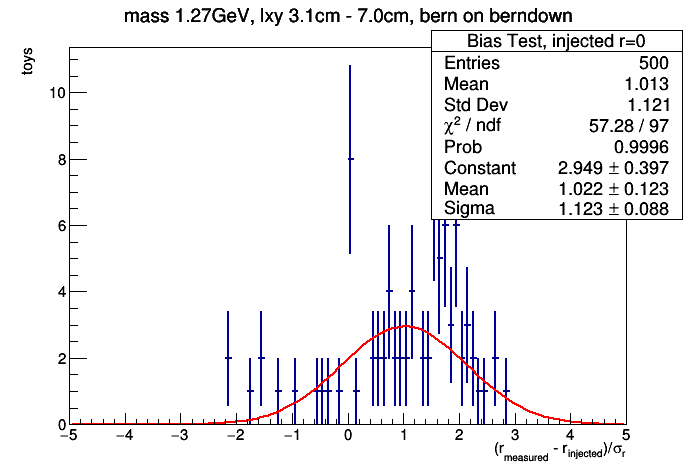 mass 1.27GeV, lxy 3.1cm - 7.0cm, bern on berndown
Bias Test, injected r=0
Entries 500
Mean 1.013
Std Dev 1.121
χ² / ndf 57.28 / 97
Prob 0.9996
Constant 2.949 ± 0.397
Mean 1.022 ± 0.123
Sigma 1.123 ± 0.088
toys
10
8
6
4
2
0
−5 −4 −3 −2 −1 0 1 2 3 4 5
(r_measured - r_injected)/σ_r